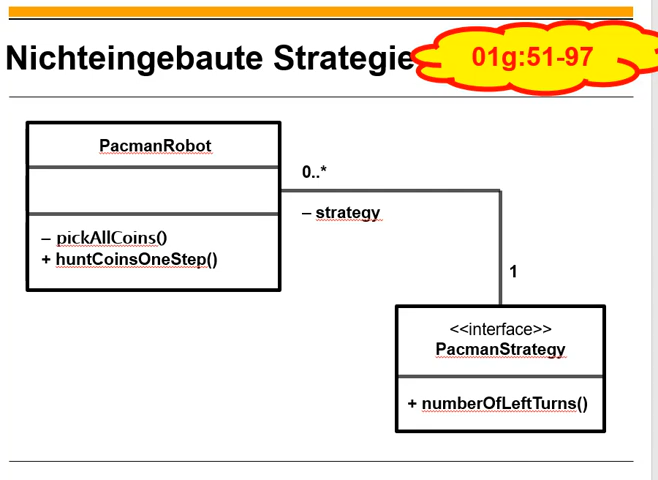 Nichteingebaute Strategie
01g:51-97
PacmanRobot
0..*
– strategy
– pickAllCoins()
+ huntCoinsOneStep()
1
<<interface>>
PacmanStrategy
+ numberOfLeftTurns()